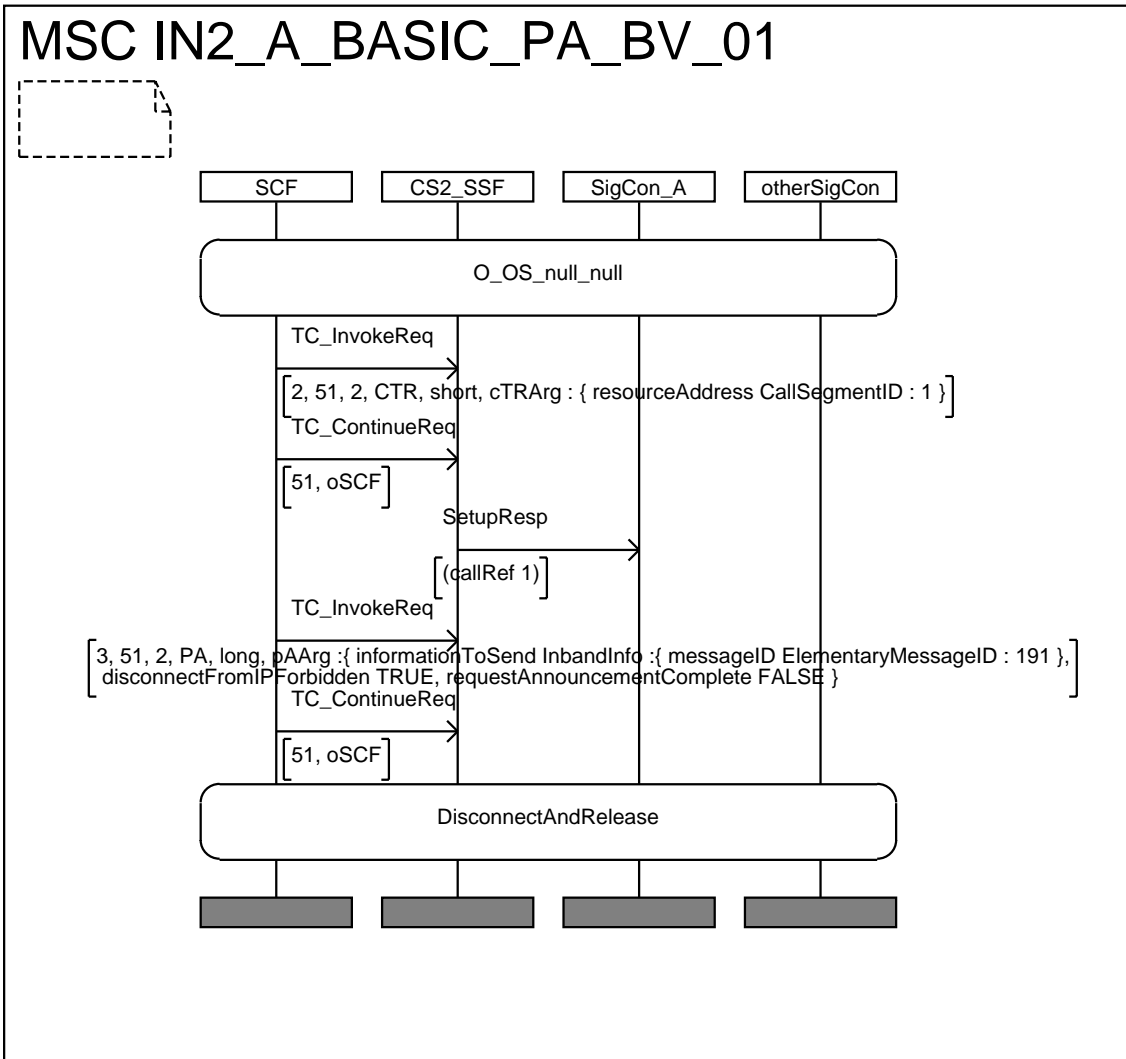 MSC IN2_A_BASIC_PA_BV_01
SCF CS2_SSF SigCon_A otherSigCon
O_OS_null_null
TC_InvokeReq
2, 51, 2, CTR, short, cTRArg : { resourceAddress CallSegmentID : 1 }
TC_ContinueReq
51, oSCF
SetupResp
(callRef 1)
TC_InvokeReq
3, 51, 2, PA, long, pAArg :{ informationToSend InbandInfo :{ messageID ElementaryMessageID : 191 },
disconnectFromIPForbidden TRUE, requestAnnouncementComplete FALSE }
TC_ContinueReq
51, oSCF
DisconnectAndRelease